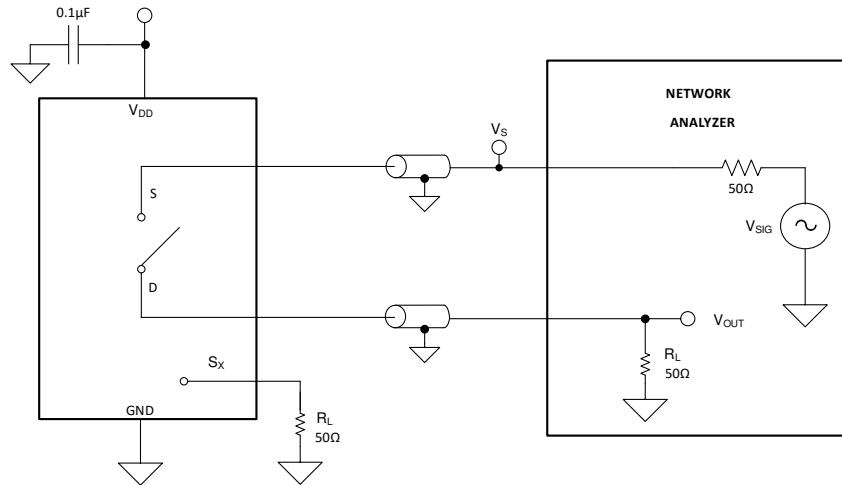 0.1µF
VDD
NETWORK
ANALYZER
VS
50Ω
S
VSIG
D
VOUT
SX
RL
50Ω
GND
RL
50Ω